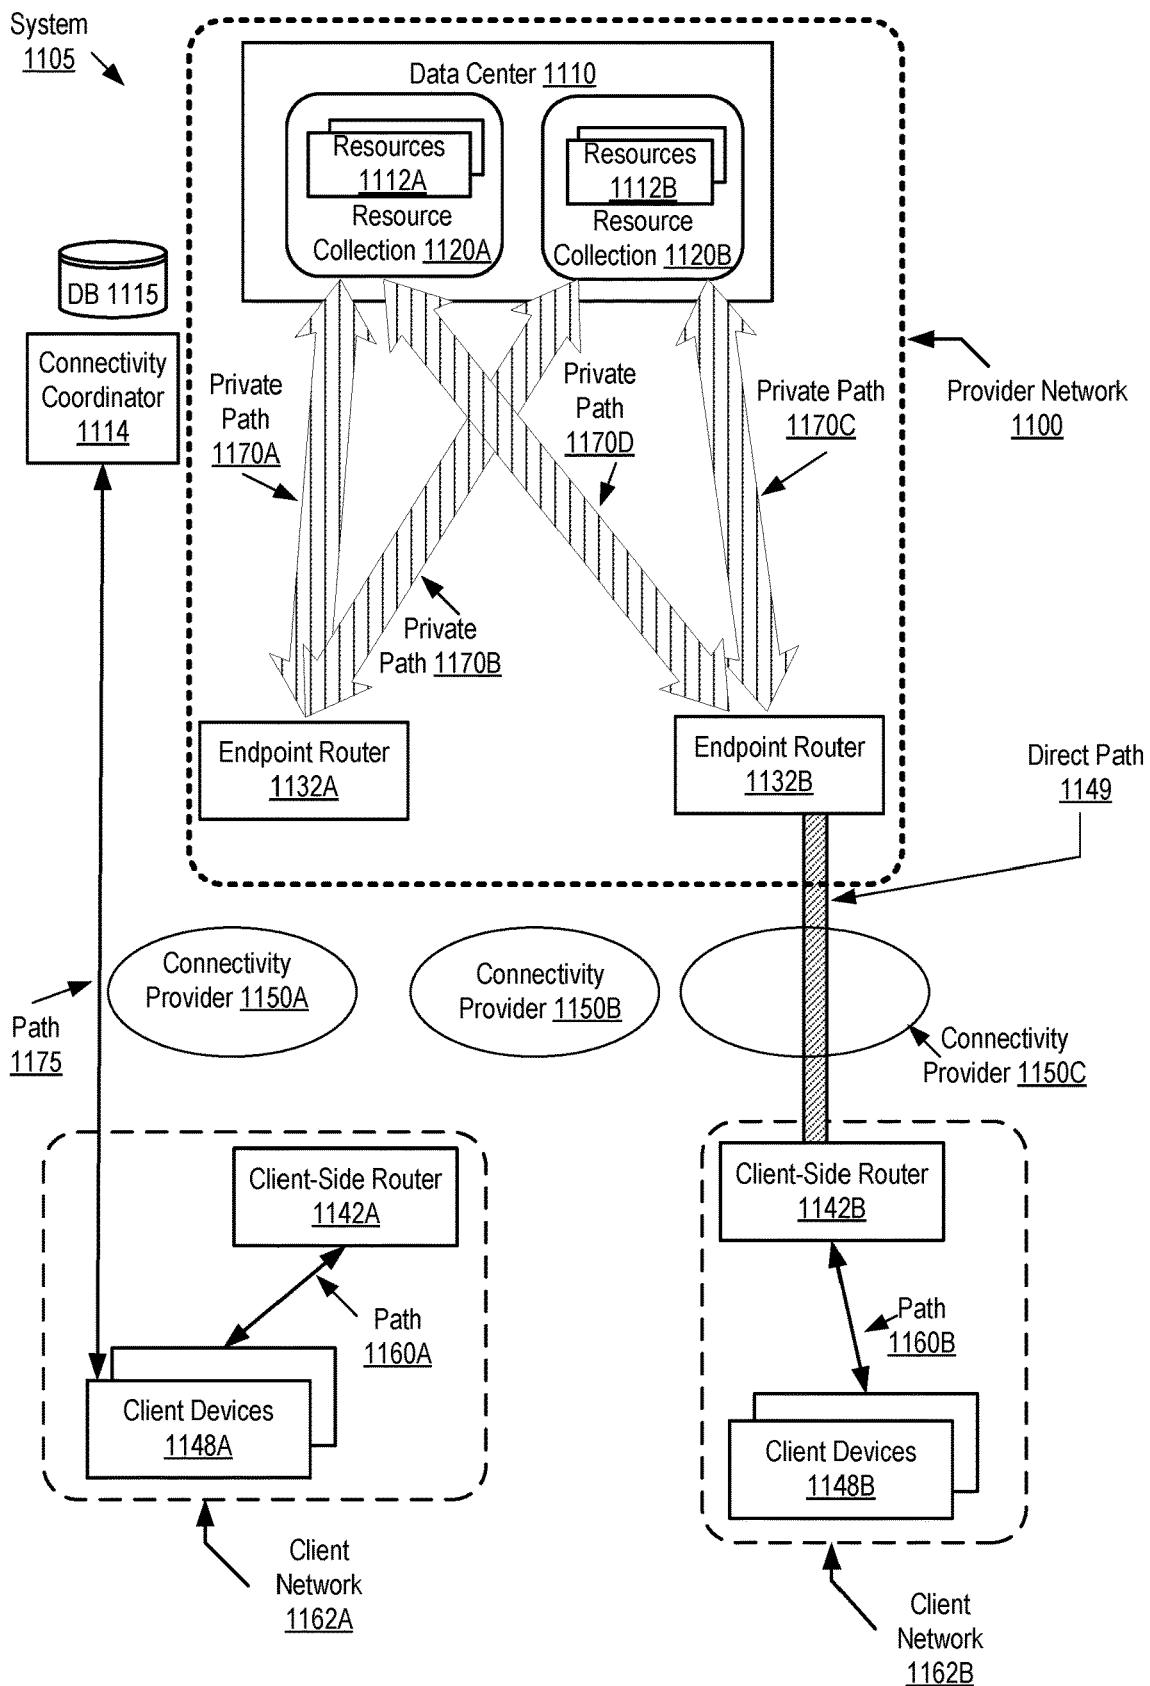 System
1105
Data Center 1110
Resources
1112A
Resource
Collection 1120A
Resources
1112B
Resource
Collection 1120B
DB 1115
Connectivity
Coordinator
1114
Private
Path
1170A
Private
Path
1170D
Private Path
1170C
Provider Network
1100
Private
Path 1170B
Endpoint Router
1132A
Endpoint Router
1132B
Direct Path
1149
Connectivity
Provider 1150A
Connectivity
Provider 1150B
Connectivity
Provider 1150C
Path
1175
Client-Side Router
1142A
Path
1160A
Client Devices
1148A
Client
Network
1162A
Client-Side Router
1142B
Path
1160B
Client Devices
1148B
Client
Network
1162B